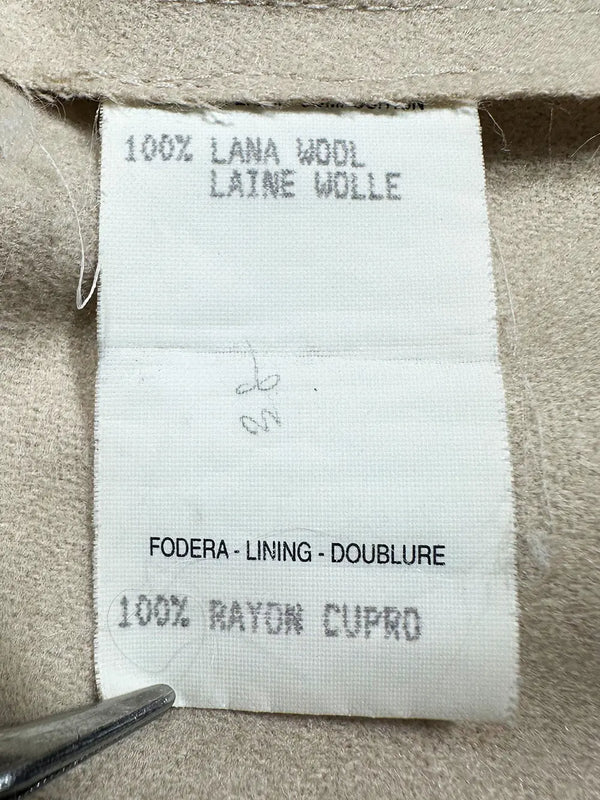 100% LANA WOOL
LAINE WOLLE
FODERA - LINING - DOUBLURE
100% RAYON CUPRO